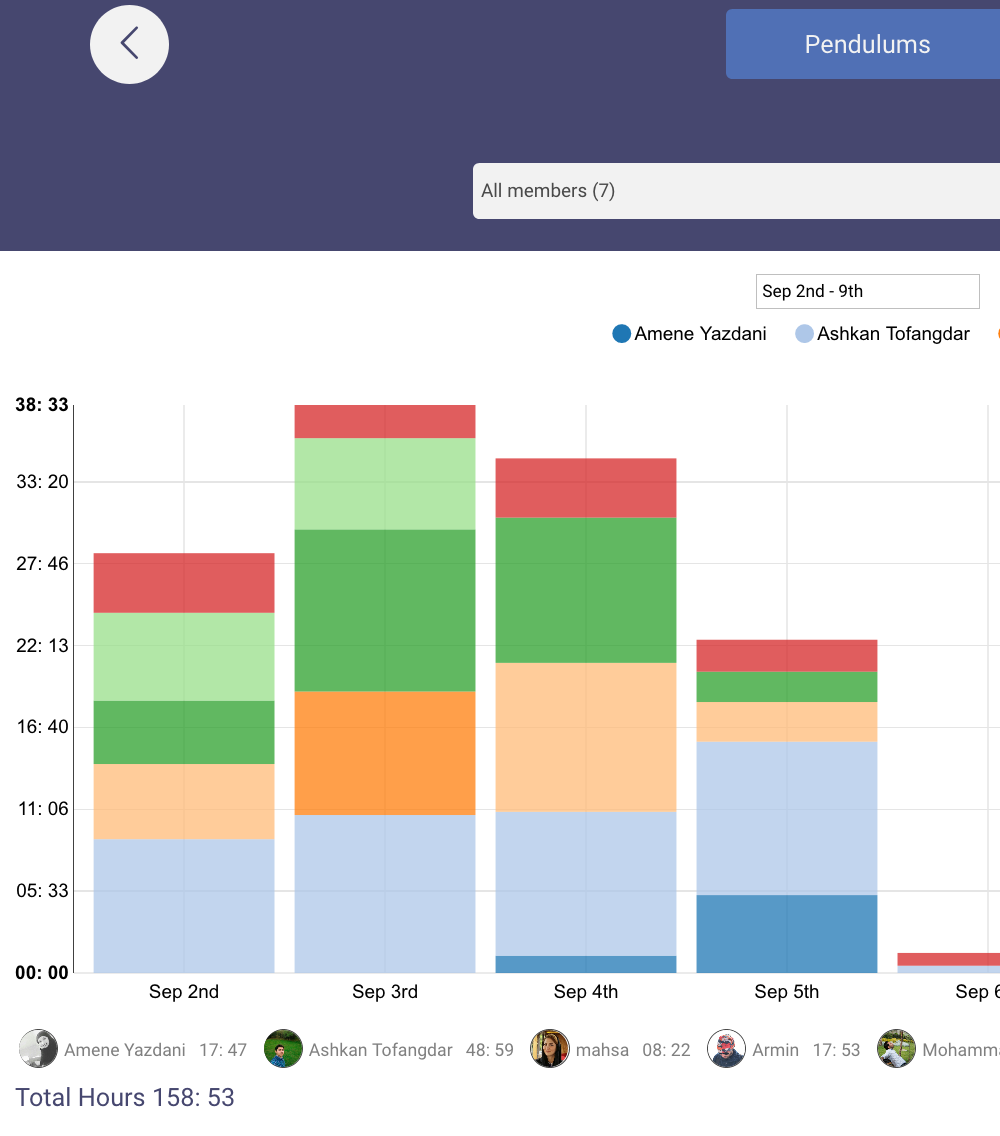 Pendulums
All members (7)
Sep 2nd - 9th
Amene Yazdani Ashkan Tofangdar
38: 33
33: 20
27: 46
22: 13
16: 40
11: 06
05: 33
00: 00
Sep 2nd Sep 3rd Sep 4th Sep 5th Sep 6
Amene Yazdani 17: 47 Ashkan Tofangdar 48: 59 mahsa 08: 22 Armin 17: 53 Mohamma
Total Hours 158: 53